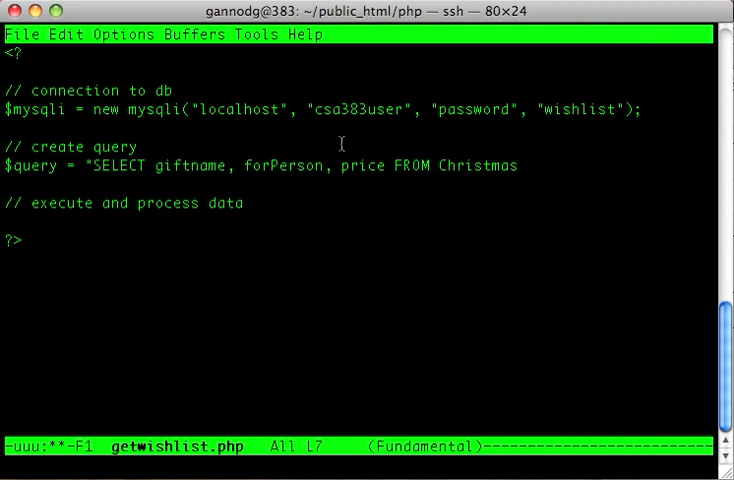 gannodg@383: ~/public_html/php — ssh — 80×24
File Edit Options Buffers Tools Help
<?
// connection to db
$mysqli = new mysqli("localhost", "csa383user", "password", "wishlist");
// create query
$query = "SELECT giftname, forPerson, price FROM Christmas
// execute and process data
?>
-uuu:**-F1  getwishlist.php   All L7     (Fundamental)--------------------------